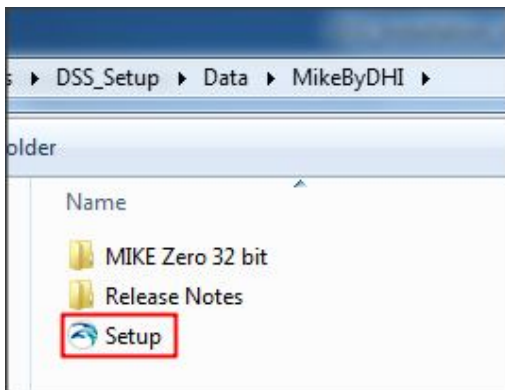 DSS_Setup Data MikeByDHI
older
Name
MIKE Zero 32 bit
Release Notes
Setup